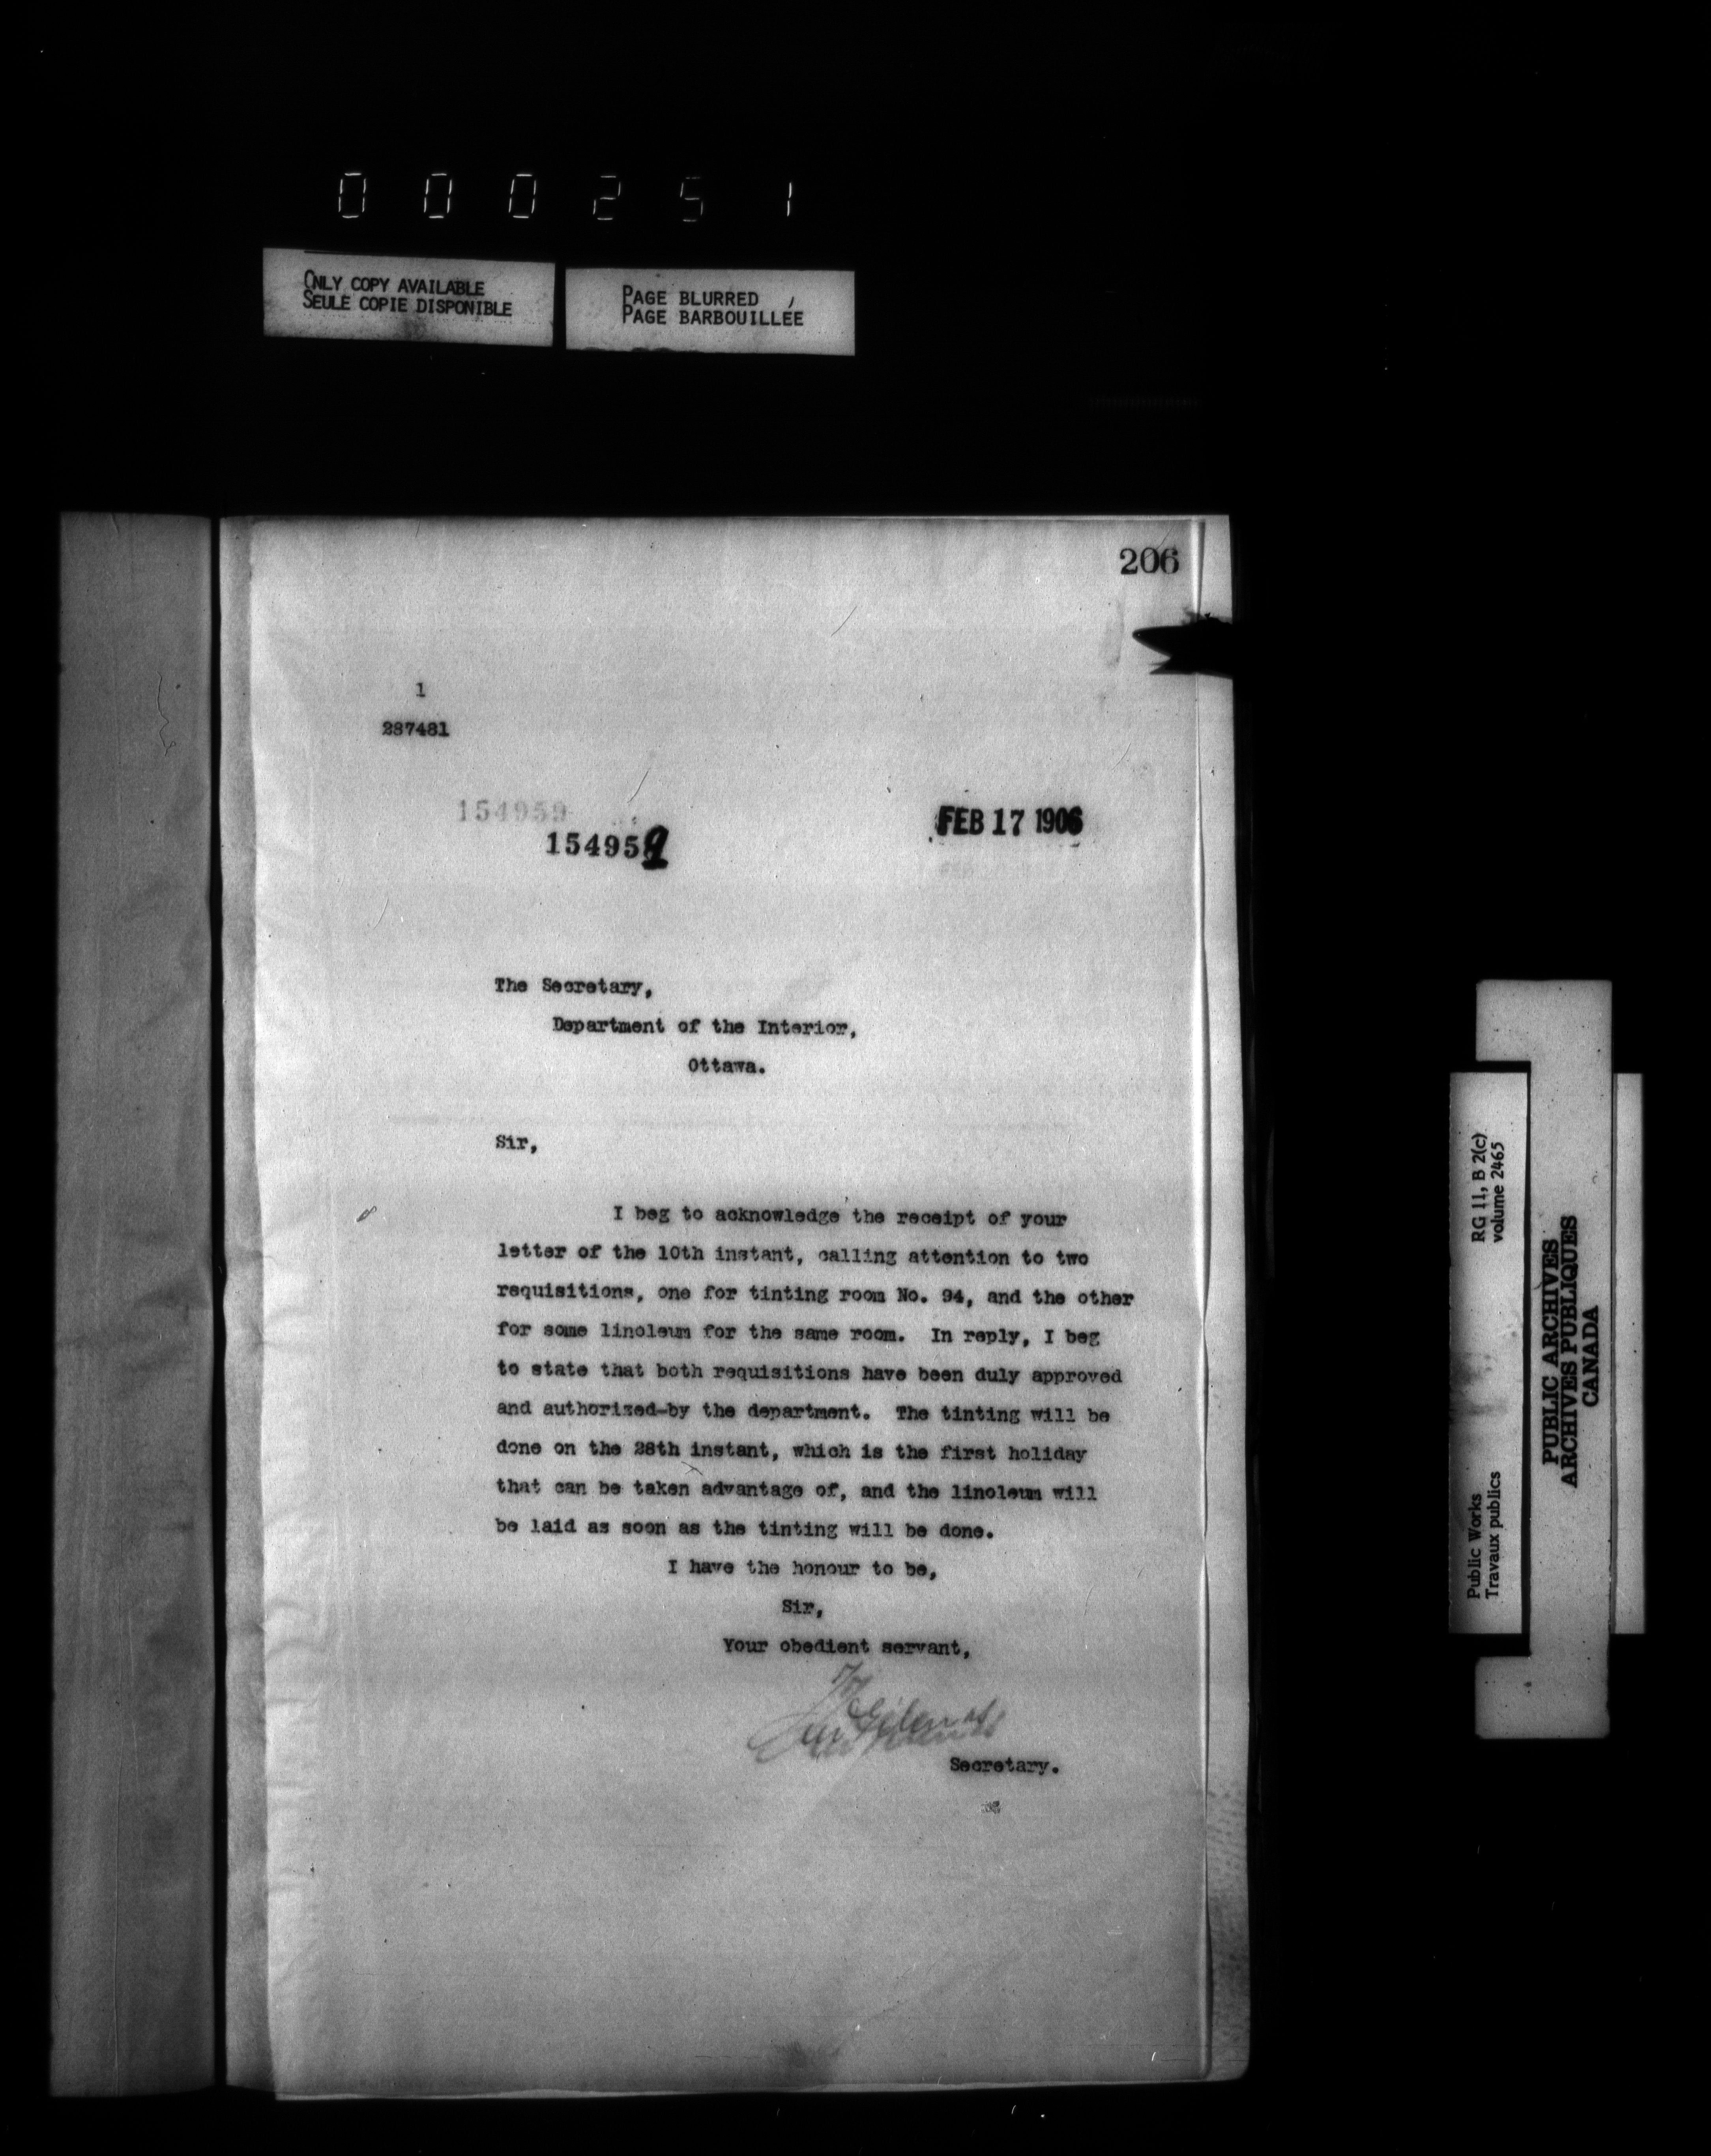 000251
ONLY COPY AVAILABLE
SEULE COPIE DISPONIBLE
PAGE BLURRED
PAGE BARBOUILLÉE
206
1
287481
154959
154959
FEB 17 1906
The Secretary,
Department of the Interior,
Ottawa.
Sir,
I beg to acknowledge the receipt of your
letter of the 10th instant, calling attention to two
requisitions, one for tinting room No. 94, and the other
for some linoleum for the same room. In reply, I beg
to state that both requisitions have been duly approved
and authorized-by the department. The tinting will be
done on the 28th instant, which is the first holiday
that can be taken advantage of, and the linoleum will
be laid as soon as the tinting will be done.
I have the honour to be,
Sir,
Your obedient servant,
Secretary.
Public Works
Travaux publics
RG 11, B 2(c)
volume 2465
PUBLIC ARCHIVES
ARCHIVES PUBLIQUES
CANADA